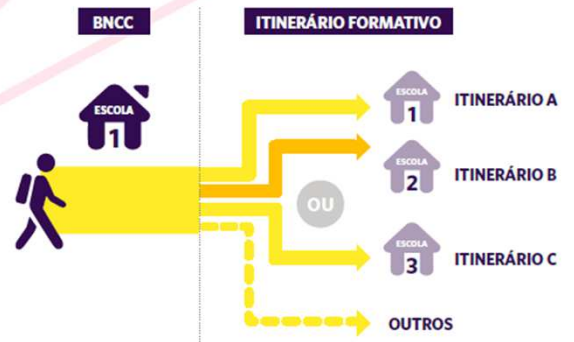 BNCC
ITINERÁRIO FORMATIVO
ESCOLA
1
ESCOLA
1
ITINERÁRIO A
ESCOLA
2
ITINERÁRIO B
OU
ESCOLA
3
ITINERÁRIO C
OUTROS